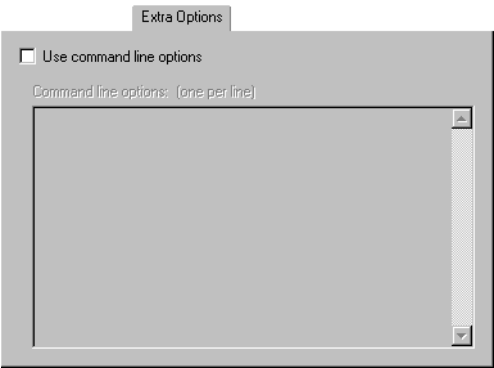 Extra Options
Use command line options
Command line options: (one per line)